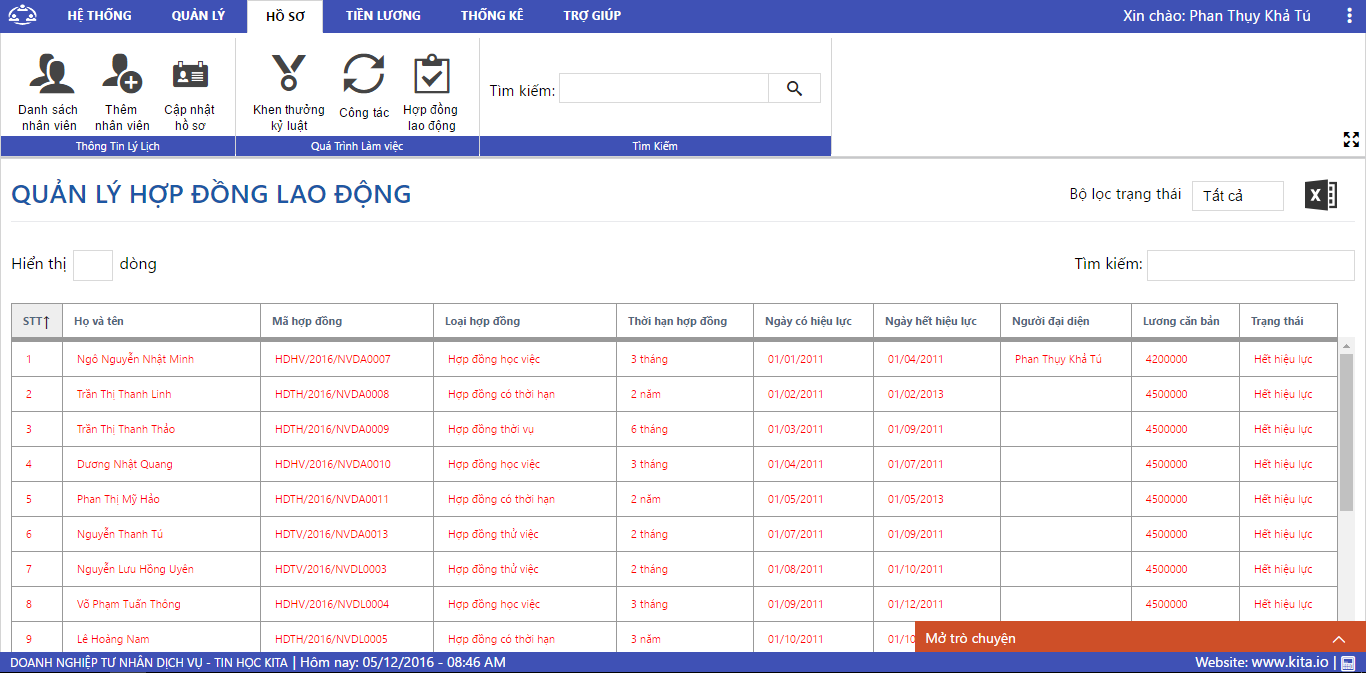 HỆ THỐNG QUẢN LÝ HỒ SƠ TIỀN LƯƠNG THỐNG KÊ TRỢ GIÚP Xin chào: Phan Thụy Khả Tú
Danh sách nhân viên
Thêm nhân viên
Cập nhật hồ sơ
Khen thưởng kỷ luật
Công tác
Hợp đồng lao động
Tìm kiếm:
Thông Tin Lý Lịch Quá Trình Làm việc Tìm Kiếm
QUẢN LÝ HỢP ĐỒNG LAO ĐỘNG Bộ lọc trạng thái Tất cả
Hiển thị dòng Tìm kiếm:
STT Họ và tên Mã hợp đồng Loại hợp đồng Thời hạn hợp đồng Ngày có hiệu lực Ngày hết hiệu lực Người đại diện Lương căn bản Trạng thái
1 Ngô Nguyễn Nhật Minh HDHV/2016/NVDA0007 Hợp đồng học việc 3 tháng 01/01/2011 01/04/2011 Phan Thụy Khả Tú 4200000 Hết hiệu lực
2 Trần Thị Thanh Linh HDTH/2016/NVDA0008 Hợp đồng có thời hạn 2 năm 01/02/2011 01/02/2013 4500000 Hết hiệu lực
3 Trần Thị Thanh Thảo HDTH/2016/NVDA0009 Hợp đồng thời vụ 6 tháng 01/03/2011 01/09/2011 4500000 Hết hiệu lực
4 Dương Nhật Quang HDHV/2016/NVDA0010 Hợp đồng học việc 3 tháng 01/04/2011 01/07/2011 4500000 Hết hiệu lực
5 Phan Thị Mỹ Hảo HDTH/2016/NVDA0011 Hợp đồng có thời hạn 2 năm 01/05/2011 01/05/2013 4500000 Hết hiệu lực
6 Nguyễn Thanh Tú HDTV/2016/NVDA0013 Hợp đồng thử việc 2 tháng 01/07/2011 01/09/2011 4500000 Hết hiệu lực
7 Nguyễn Lưu Hồng Uyên HDTV/2016/NVDL0003 Hợp đồng thử việc 2 tháng 01/08/2011 01/10/2011 4500000 Hết hiệu lực
8 Võ Phạm Tuấn Thông HDHV/2016/NVDL0004 Hợp đồng học việc 3 tháng 01/09/2011 01/12/2011 4500000 Hết hiệu lực
9 Lê Hoàng Nam HDTH/2016/NVDL0005 Hợp đồng có thời hạn 3 năm 01/10/2011 01/10 Mở trò chuyện
DOANH NGHIỆP TƯ NHÂN DỊCH VỤ - TIN HỌC KITA | Hôm nay: 05/12/2016 - 08:46 AM Website: www.kita.io |